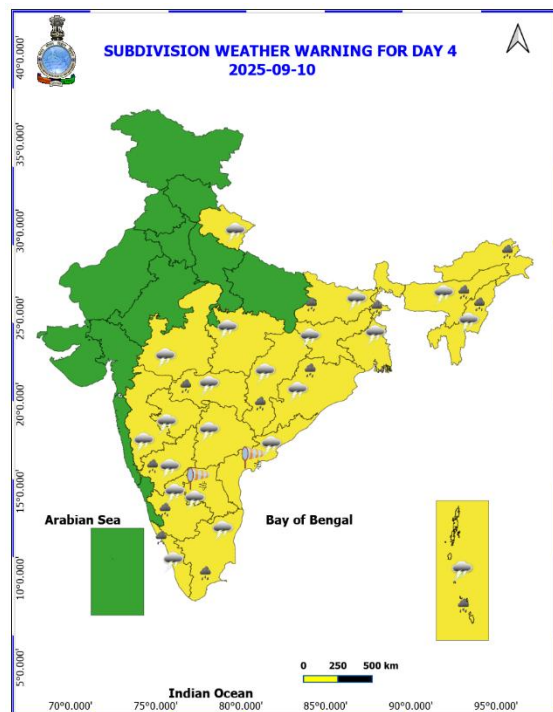 SUBDIVISION WEATHER WARNING FOR DAY 4
2025-09-10
40°0.000'
35°0.000'
30°0.000'
25°0.000'
20°0.000'
15°0.000'
10°0.000'
5°0.000'
Arabian Sea
Bay of Bengal
0 250 500 km
Indian Ocean
70°0.000' 75°0.000' 80°0.000' 85°0.000' 90°0.000' 95°0.000'